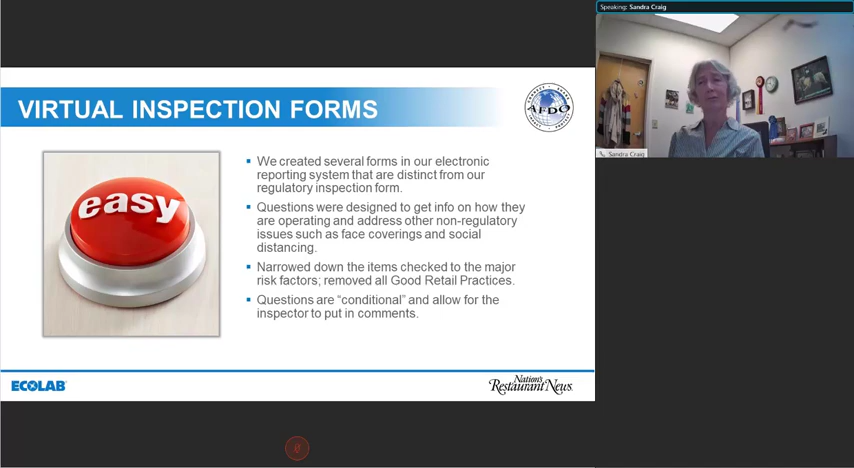 Speaking: Sandra Craig
VIRTUAL INSPECTION FORMS
AFDO
easy
We created several forms in our electronic
reporting system that are distinct from our
regulatory inspection form.
Questions were designed to get info on how they
are operating and address other non-regulatory
issues such as face coverings and social
distancing.
Narrowed down the items checked to the major
risk factors; removed all Good Retail Practices.
Questions are “conditional” and allow for the
inspector to put in comments.
Sandra Craig
ECOLAB
Nation's
Restaurant News